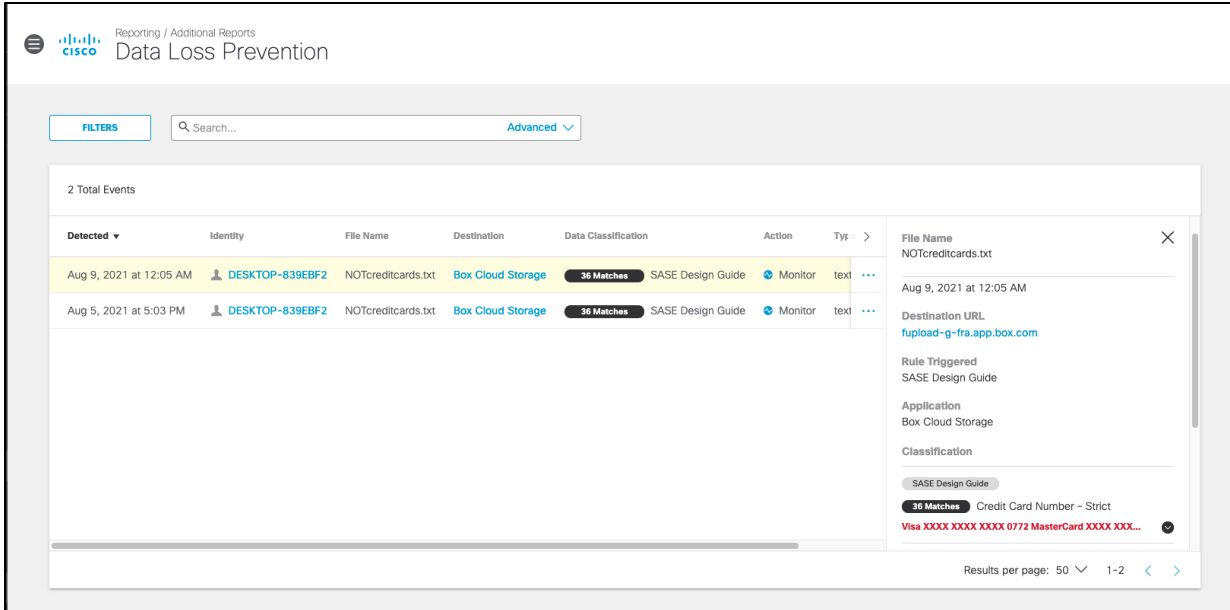 Reporting / Additional Reports
CISCO
Data Loss Prevention
FILTERS
Search...
Advanced
2 Total Events
Detected Identity File Name Destination Data Classification Action
Aug 9, 2021 at 12:05 AM DESKTOP-839EBF2 NOTcreditcards.txt Box Cloud Storage 36 Matches SASE Design Guide Monitor ...
Aug 5, 2021 at 5:03 PM DESKTOP-839EBF2 NOTcreditcards.txt Box Cloud Storage 36 Matches SASE Design Guide Monitor ...
File Name
NOTcreditcards.txt
Aug 9, 2021 at 12:05 AM
Destination URL
fupload-g-fra.app.box.com
Rule Triggered
SASE Design Guide
Application
Box Cloud Storage
Classification
SASE Design Guide
36 Matches Credit Card Number - Strict
Visa XXXX XXXX XXXX 0772 MasterCard XXXX XXX...
Results per page: 50 1-2